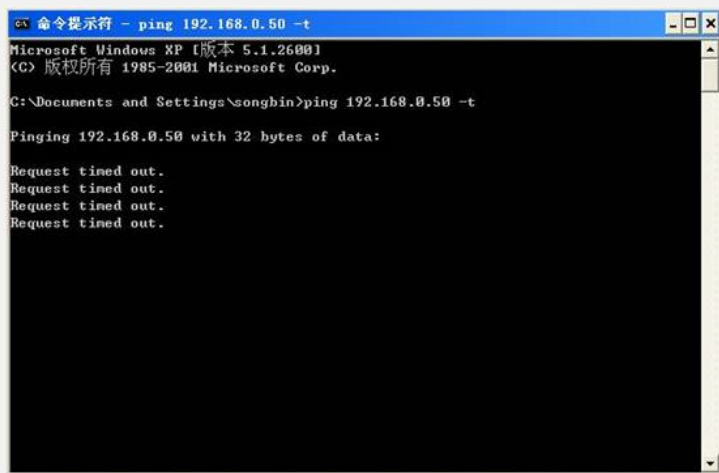 命令提示符 - ping 192.168.0.50 -t
Microsoft Windows XP [版本 5.1.2600]
(C) 版权所有 1985-2001 Microsoft Corp.
C:\Documents and Settings\songbin>ping 192.168.0.50 -t
Pinging 192.168.0.50 with 32 bytes of data:
Request timed out.
Request timed out.
Request timed out.
Request timed out.